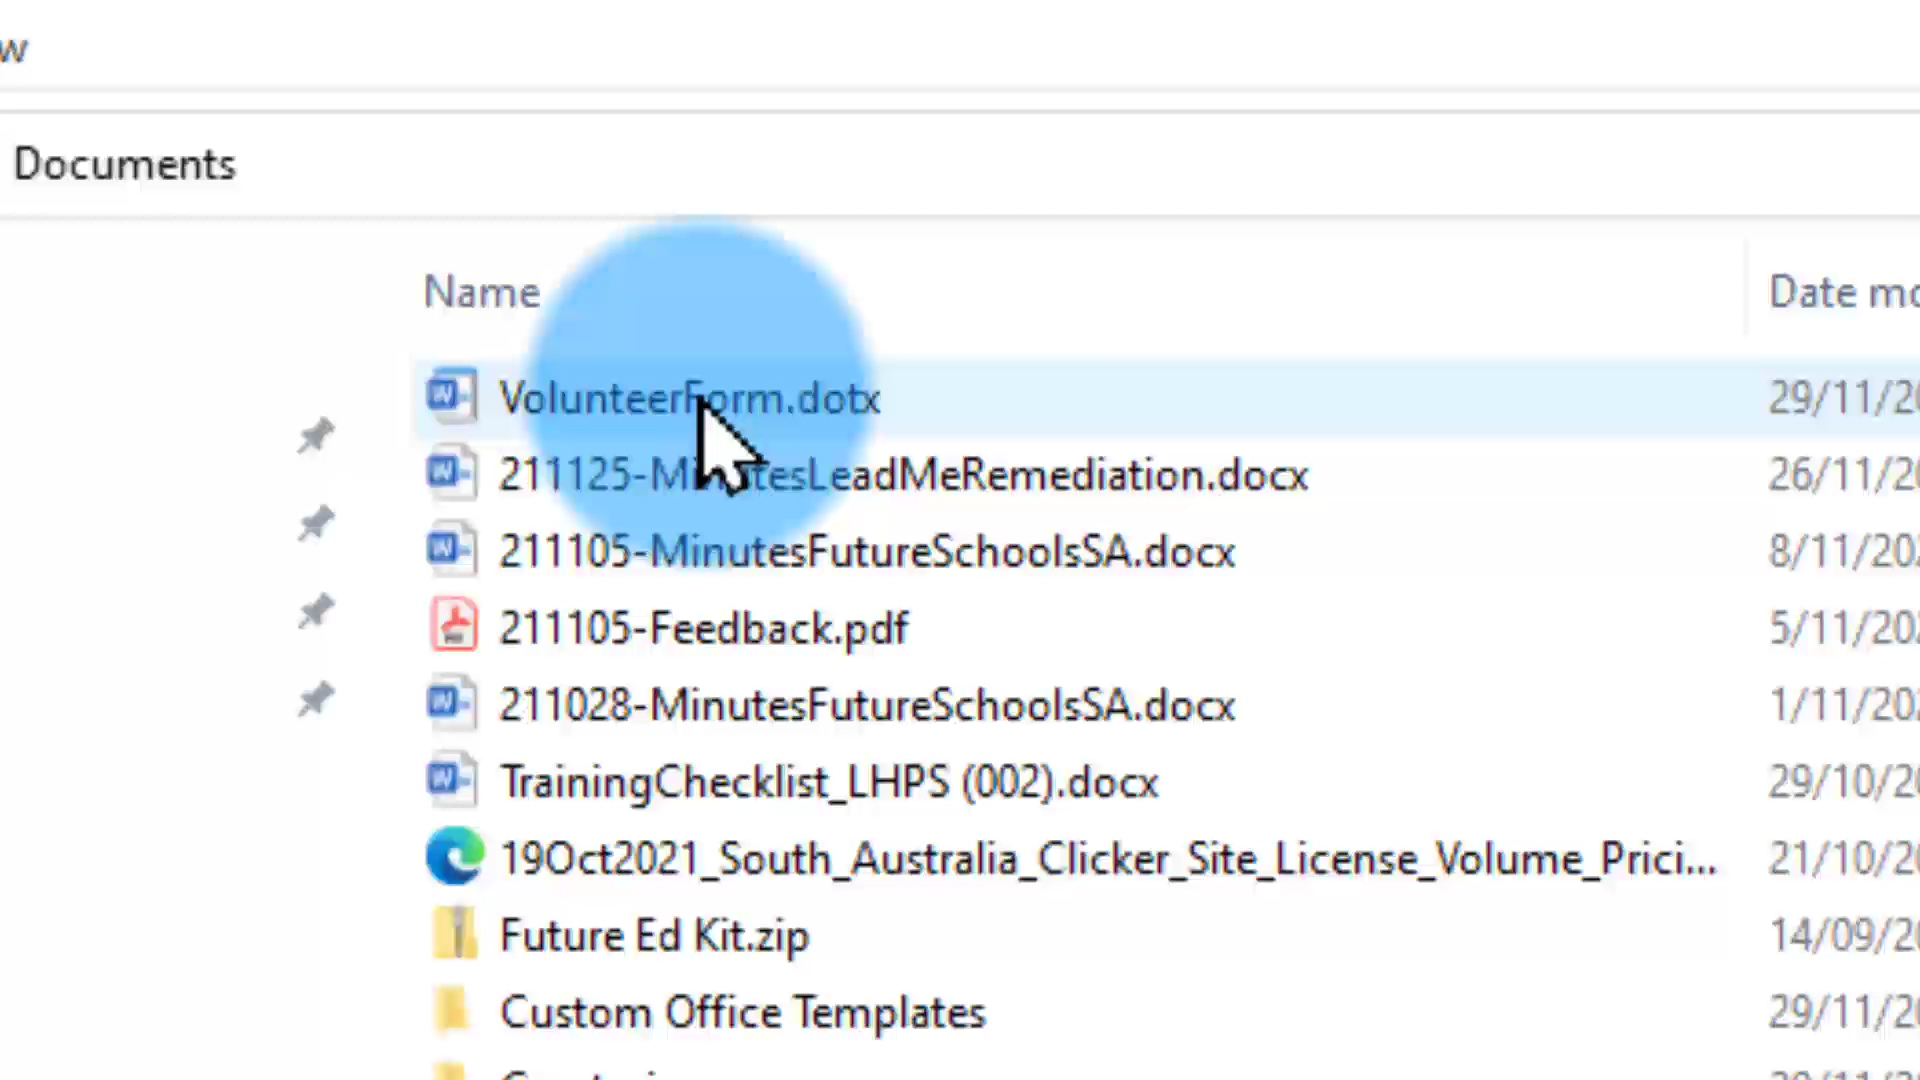 w
Documents
Name Date mo
VolunteerForm.dotx 29/11/20
211125-MinutesLeadMeRemediation.docx 26/11/20
211105-MinutesFutureSchoolsSA.docx 8/11/202
211105-Feedback.pdf 5/11/202
211028-MinutesFutureSchoolsSA.docx 1/11/202
TrainingChecklist_LHPS (002).docx 29/10/20
19Oct2021_South_Australia_Clicker_Site_License_Volume_Prici... 21/10/20
Future Ed Kit.zip 14/09/20
Custom Office Templates 29/11/20